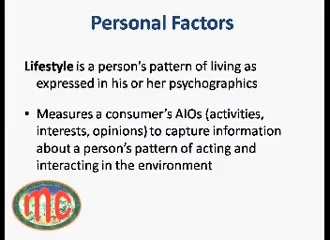 Personal Factors
Lifestyle is a person's pattern of living as
expressed in his or her psychographics
• Measures a consumer's AIOs (activities,
interests, opinions) to capture information
about a person's pattern of acting and
interacting in the environment
mc